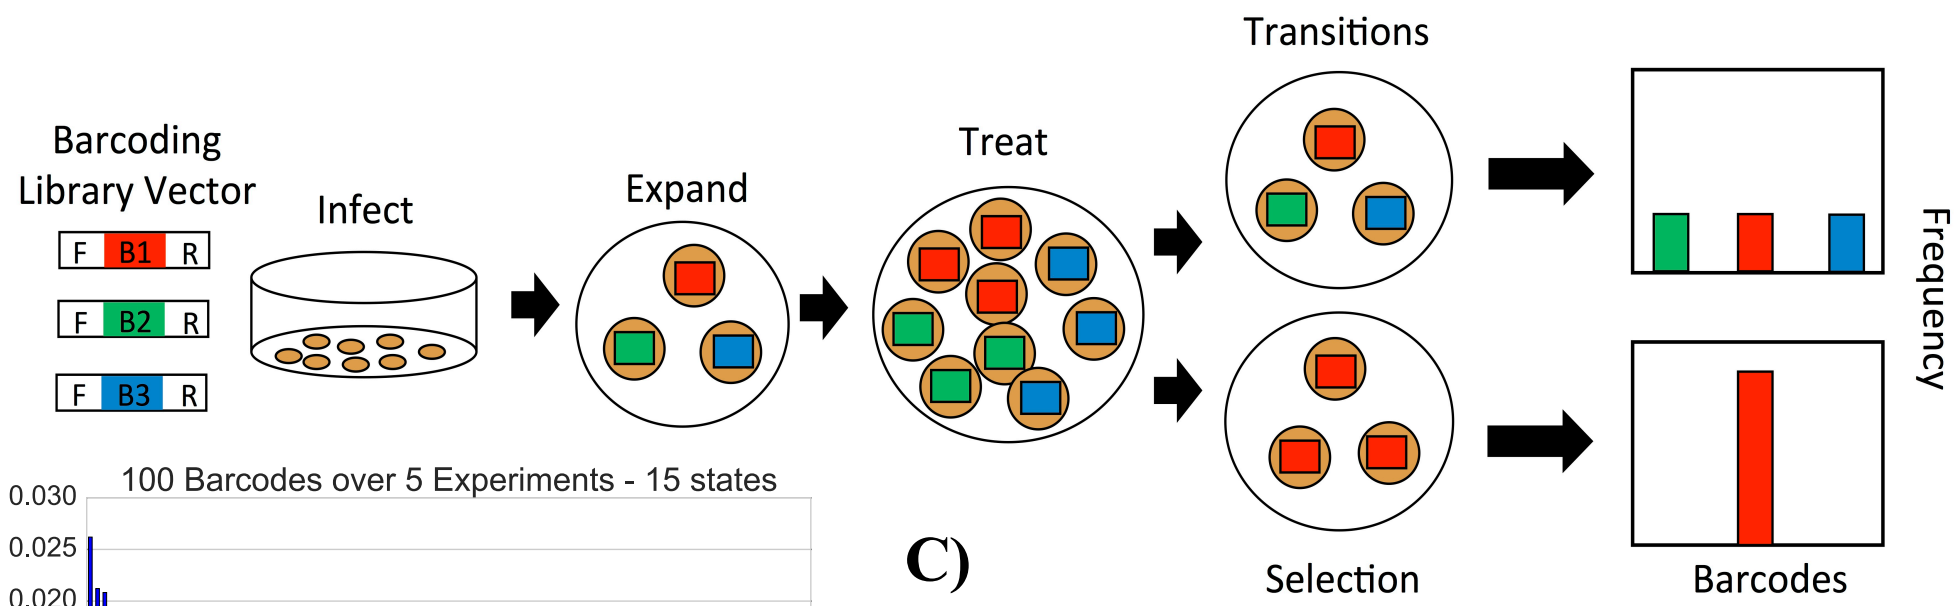 Transitions
Barcoding
Library Vector
Treat
Expand
Infect
F B1 R
F B2 R
F B3 R
Frequency
100 Barcodes over 5 Experiments - 15 states
0.030
0.025
0.020
C)
Selection
Barcodes